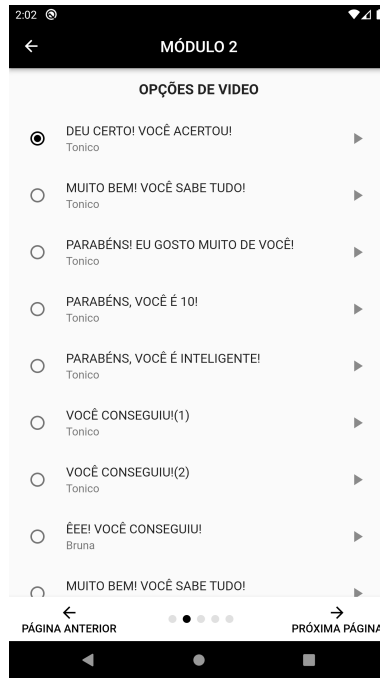 2:02
MÓDULO 2
OPÇÕES DE VIDEO
DEU CERTO! VOCÊ ACERTOU!
Tonico
MUITO BEM! VOCÊ SABE TUDO!
Tonico
PARABÉNS! EU GOSTO MUITO DE VOCÊ!
Tonico
PARABÉNS, VOCÊ É 10!
Tonico
PARABÉNS, VOCÊ É INTELIGENTE!
Tonico
VOCÊ CONSEGUIU!(1)
Tonico
VOCÊ CONSEGUIU!(2)
Tonico
ÊEE! VOCÊ CONSEGUIU!
Bruna
MUITO BEM! VOCÊ SABE TUDO!
PÁGINA ANTERIOR
PRÓXIMA PÁGINA